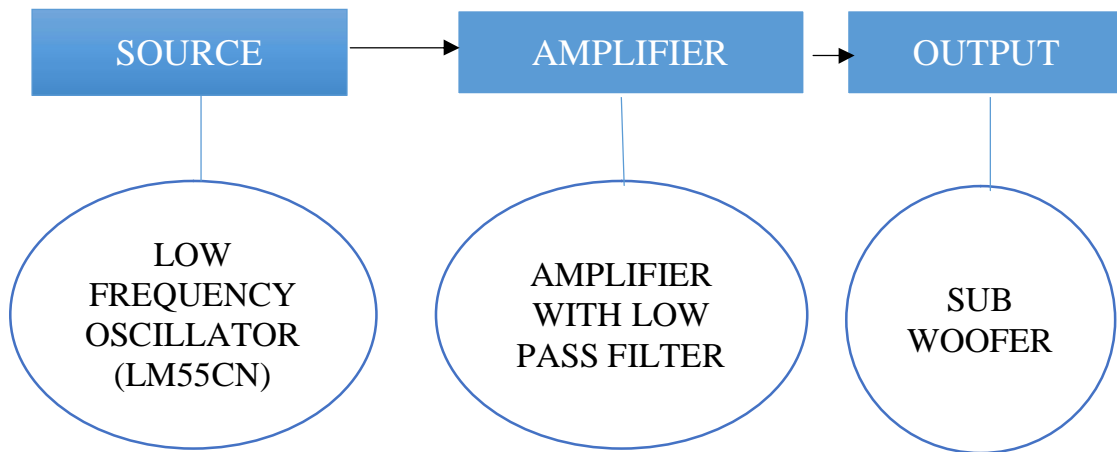 SOURCE
AMPLIFIER
OUTPUT
LOW
FREQUENCY
OSCILLATOR
(LM55CN)
AMPLIFIER
WITH LOW
PASS FILTER
SUB
WOOFER